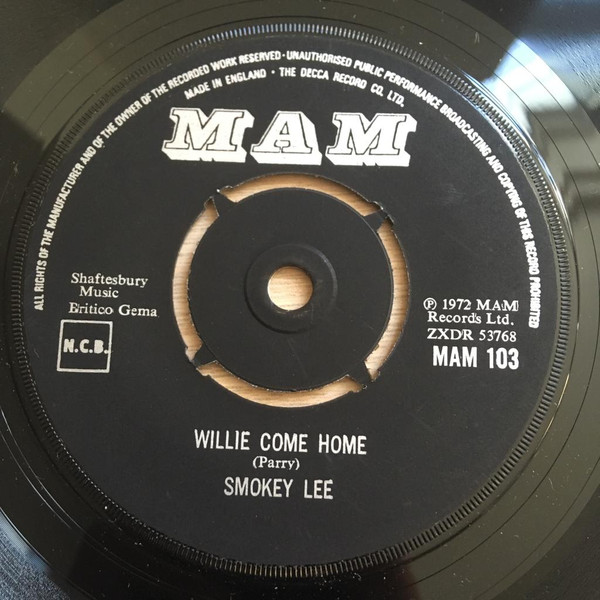 ALL RIGHTS OF THE MANUFACTURER AND OF THE OWNER OF THE RECORDED WORK RESERVED · UNAUTHORISED PUBLIC PERFORMANCE BROADCASTING AND COPYING OF THIS RECORD PROHIBITED
MADE IN ENGLAND · THE DECCA RECORD CO. LTD.
MAM
Shaftesbury
Music
Britico Gema
N.C.B.
℗ 1972 MAM
Records Ltd.
ZXDR 53768
MAM 103
WILLIE COME HOME
(Parry)
SMOKEY LEE